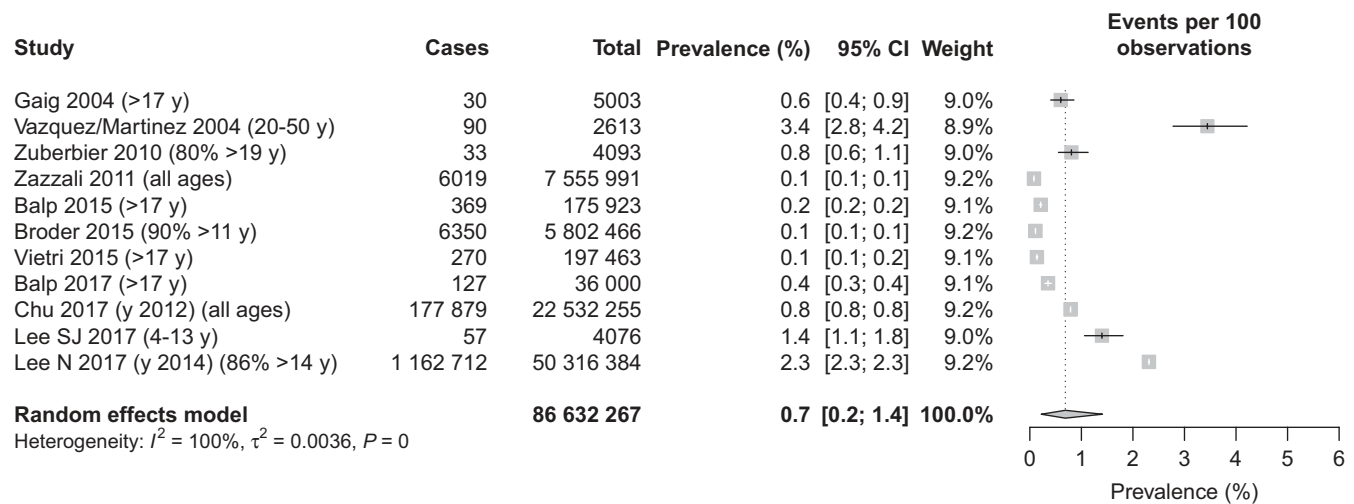 Events per 100
observations
Study Cases Total Prevalence (%) 95% CI Weight
Gaig 2004 (>17 y) 30 5003 0.6 [0.4; 0.9] 9.0%
Vazquez/Martinez 2004 (20-50 y) 90 2613 3.4 [2.8; 4.2] 8.9%
Zuberbier 2010 (80% >19 y) 33 4093 0.8 [0.6; 1.1] 9.0%
Zazzali 2011 (all ages) 6019 7 555 991 0.1 [0.1; 0.1] 9.2%
Balp 2015 (>17 y) 369 175 923 0.2 [0.2; 0.2] 9.1%
Broder 2015 (90% >11 y) 6350 5 802 466 0.1 [0.1; 0.1] 9.2%
Vietri 2015 (>17 y) 270 197 463 0.1 [0.1; 0.2] 9.1%
Balp 2017 (>17 y) 127 36 000 0.4 [0.3; 0.4] 9.1%
Chu 2017 (y 2012) (all ages) 177 879 22 532 255 0.8 [0.8; 0.8] 9.2%
Lee SJ 2017 (4-13 y) 57 4076 1.4 [1.1; 1.8] 9.0%
Lee N 2017 (y 2014) (86% >14 y) 1 162 712 50 316 384 2.3 [2.3; 2.3] 9.2%
Random effects model 86 632 267 0.7 [0.2; 1.4] 100.0%
Heterogeneity: I² = 100%, τ² = 0.0036, P = 0
0 1 2 3 4 5 6
Prevalence (%)